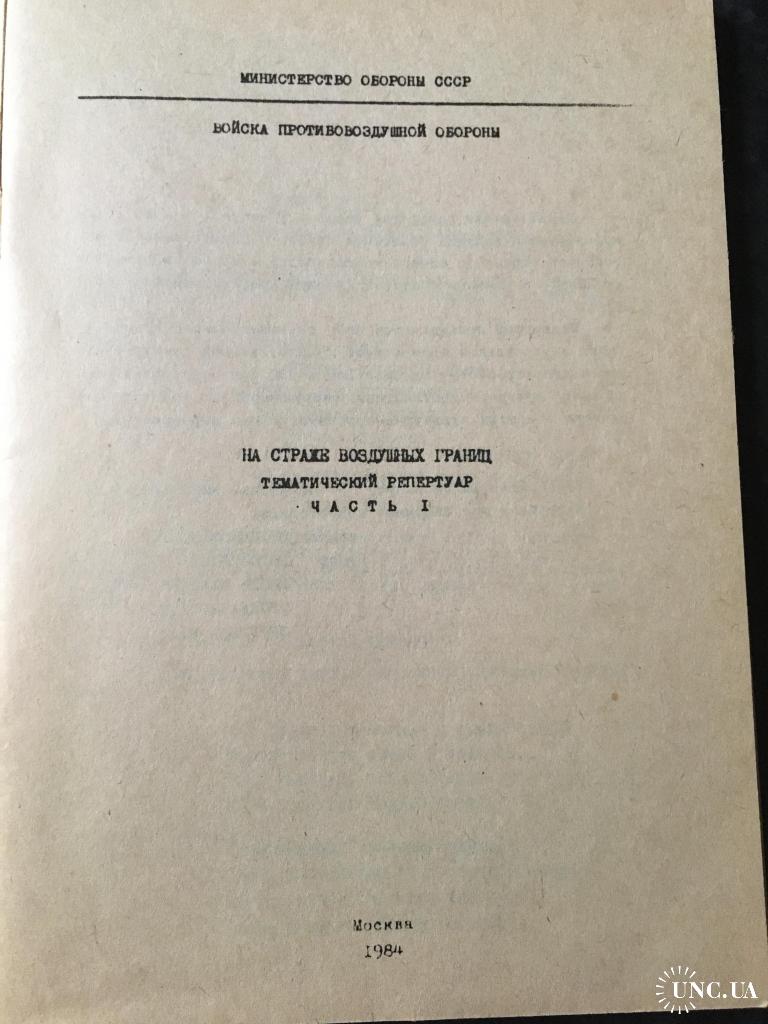 МИНИСТЕРСТВО ОБОРОНЫ СССР
ВОЙСКА ПРОТИВОВОЗДУШНОЙ ОБОРОНЫ
НА СТРАЖЕ ВОЗДУШНЫХ ГРАНИЦ
ТЕМАТИЧЕСКИЙ РЕПЕРТУАР
ЧАСТЬ I
Москва
1984
UNC.UA